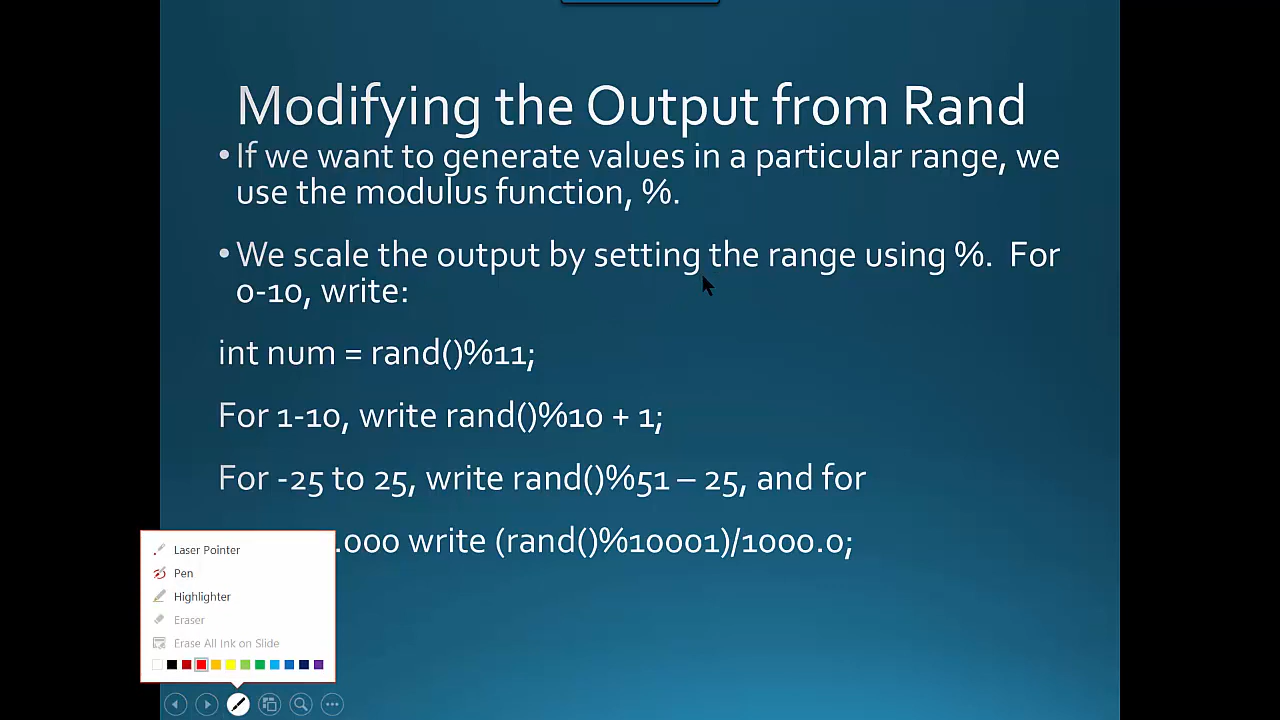 Modifying the Output from Rand
• If we want to generate values in a particular range, we
use the modulus function, %.
• We scale the output by setting the range using %. For
0-10, write:
int num = rand()%11;
For 1-10, write rand()%10 + 1;
For -25 to 25, write rand()%51 – 25, and for
.000 write (rand()%10001)/1000.0;
Laser Pointer
Pen
Highlighter
Eraser
Erase All Ink on Slide